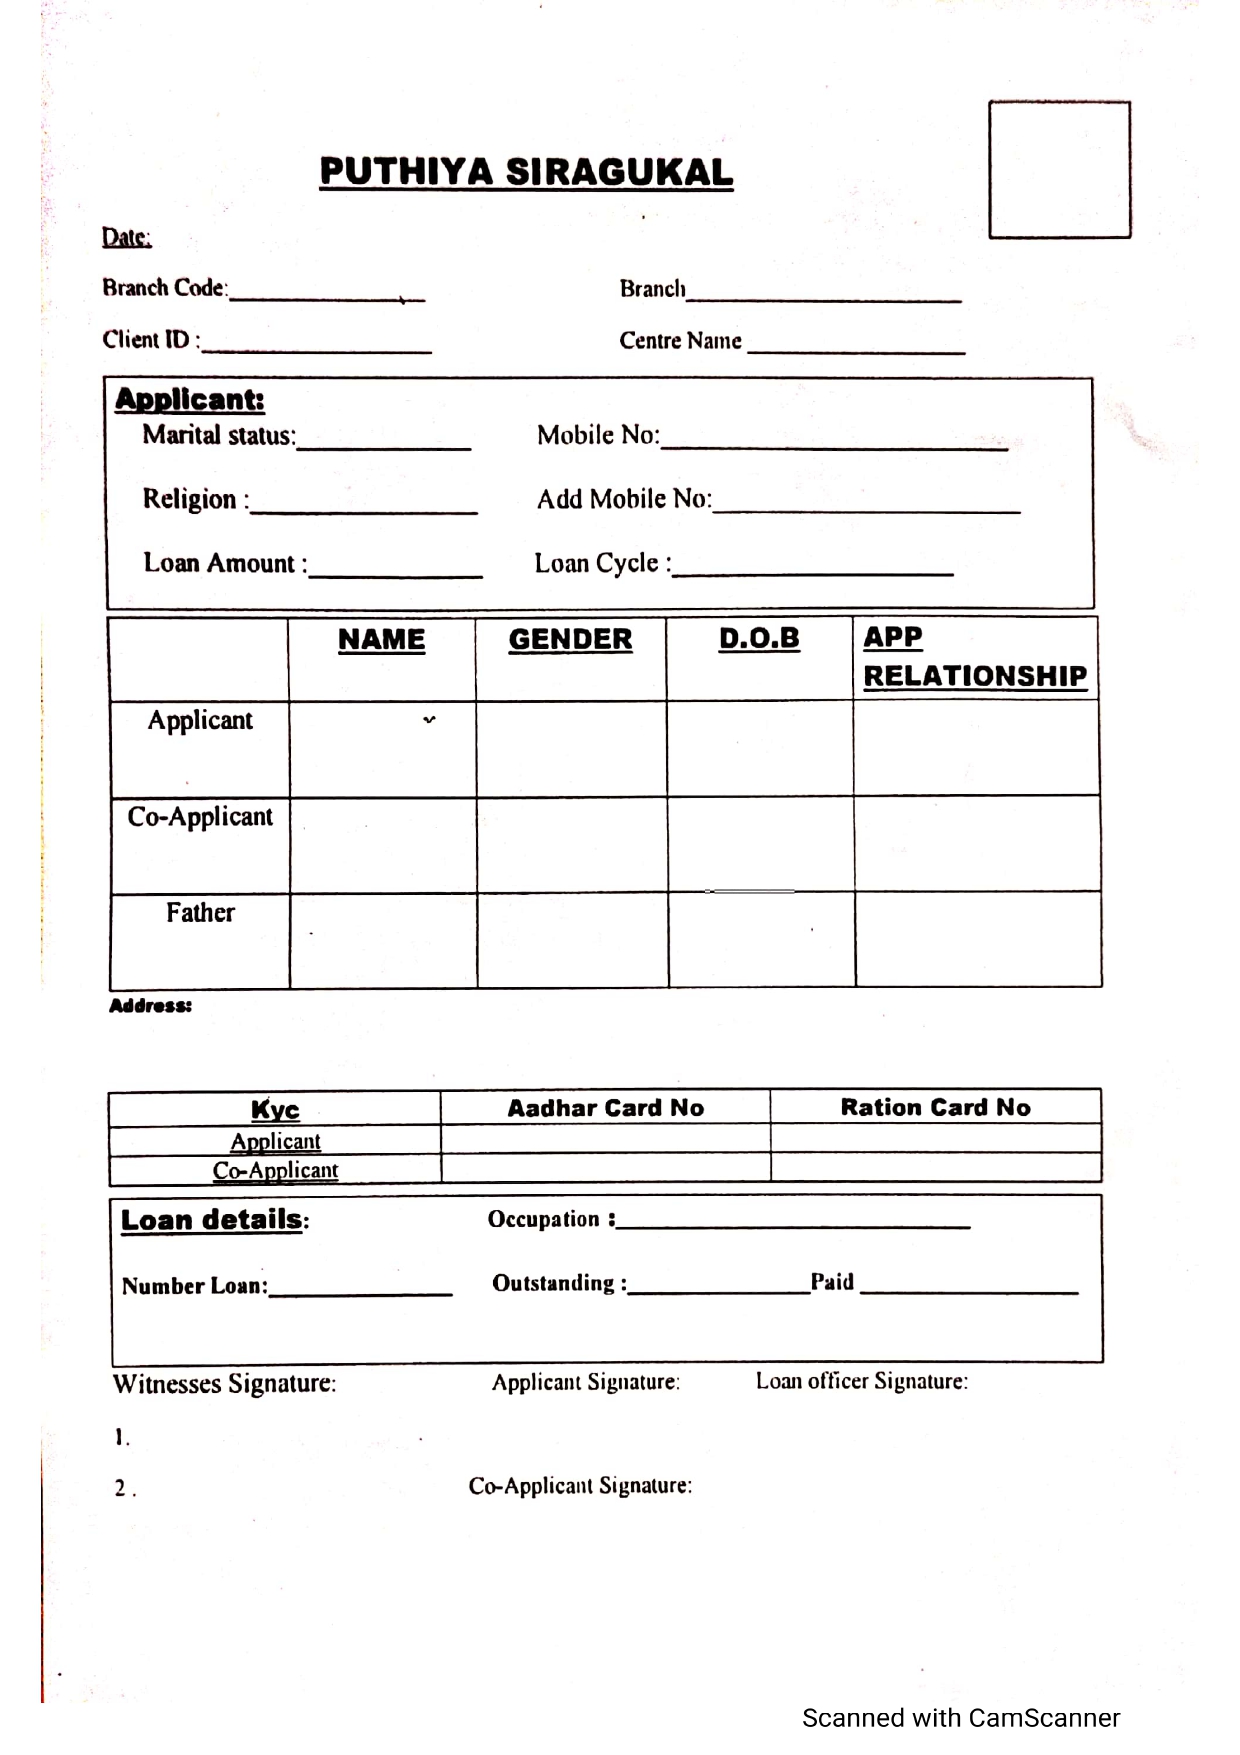 PUTHIYA SIRAGUKAL
Date:
Branch Code: Branch
Client ID : Centre Name
Applicant:
Marital status: Mobile No:
Religion : Add Mobile No:
Loan Amount : Loan Cycle :
NAME GENDER D.O.B APP RELATIONSHIP
Applicant
Co-Applicant
Father
Address:
Kyc Aadhar Card No Ration Card No
Applicant
Co-Applicant
Loan details: Occupation :
Number Loan: Outstanding : Paid
Witnesses Signature: Applicant Signature: Loan officer Signature:
1.
2 . Co-Applicant Signature:
Scanned with CamScanner